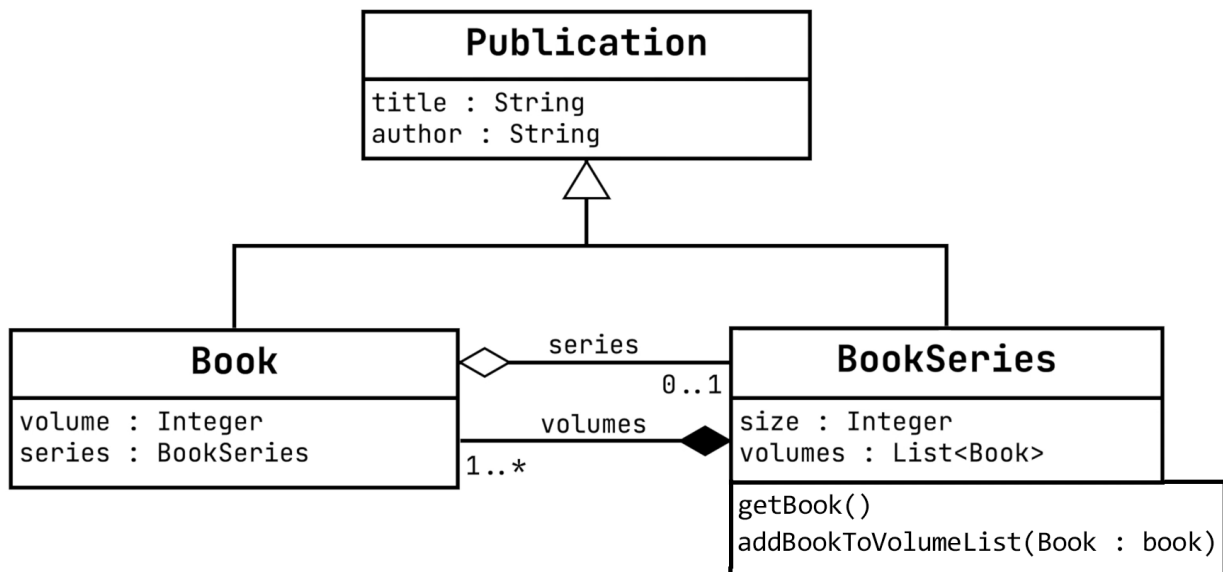 Publication
title : String
author : String
Book
series
BookSeries
0..1
volume : Integer
series : BookSeries
volumes
1..*
size : Integer
volumes : List<Book>
getBook()
addBookToVolumeList(Book : book)